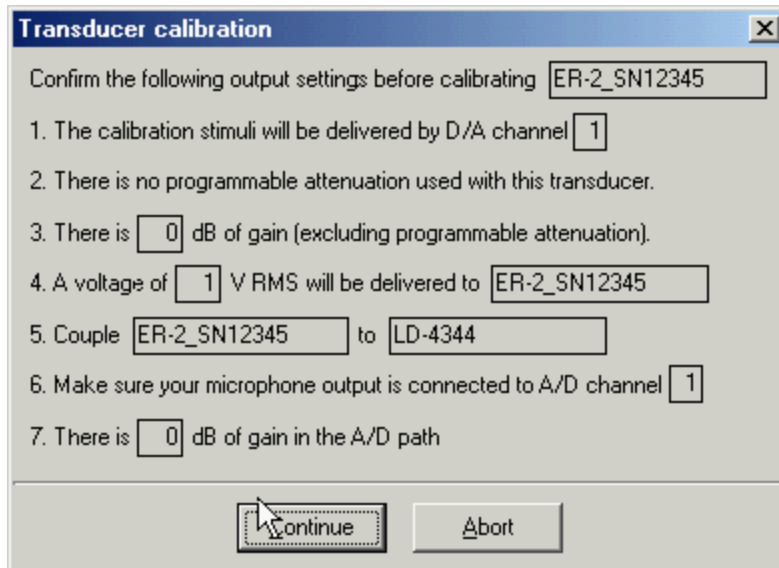 Transducer calibration
Confirm the following output settings before calibrating ER-2_SN12345
1. The calibration stimuli will be delivered by D/A channel 1
2. There is no programmable attenuation used with this transducer.
3. There is 0 dB of gain (excluding programmable attenuation).
4. A voltage of 1 V RMS will be delivered to ER-2_SN12345
5. Couple ER-2_SN12345 to LD-4344
6. Make sure your microphone output is connected to A/D channel 1
7. There is 0 dB of gain in the A/D path
Continue Abort